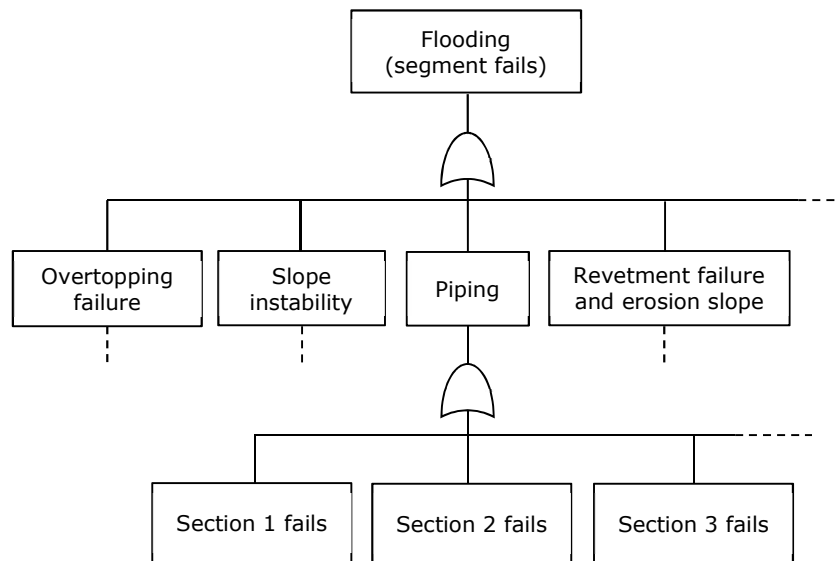 Flooding
(segment fails)
Overtopping
failure
Slope
instability
Piping
Revetment failure
and erosion slope
Section 1 fails
Section 2 fails
Section 3 fails